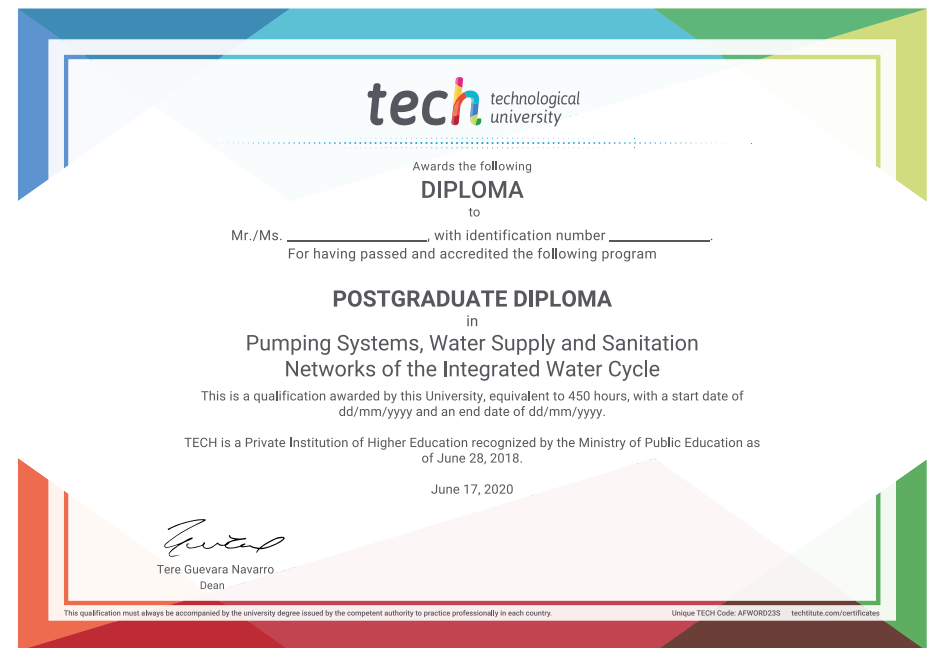 tech technological
university
Awards the following
DIPLOMA
to
Mr./Ms. ____________________, with identification number ______________.
For having passed and accredited the following program
POSTGRADUATE DIPLOMA
in
Pumping Systems, Water Supply and Sanitation
Networks of the Integrated Water Cycle
This is a qualification awarded by this University, equivalent to 450 hours, with a start date of
dd/mm/yyyy and an end date of dd/mm/yyyy.
TECH is a Private Institution of Higher Education recognized by the Ministry of Public Education as
of June 28, 2018.
June 17, 2020
Tere Guevara Navarro
Dean
This qualification must always be accompanied by the university degree issued by the competent authority to practice professionally in each country. Unique TECH Code: AFWORD23S techtitute.com/certificates